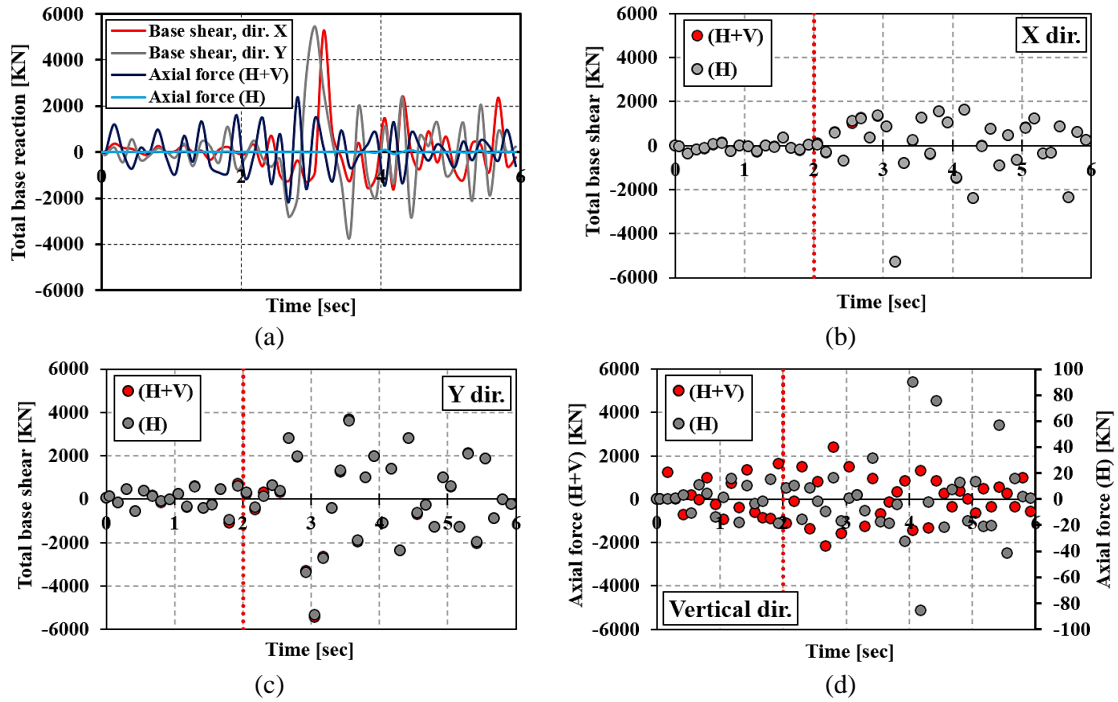 6000
4000
2000
0
-2000
-4000
-6000
Total base reaction [KN]
Base shear, dir. X
Base shear, dir. Y
Axial force (H+V)
Axial force (H)
0 2 4 6
Time [sec]
(a)
6000
4000
2000
0
-2000
-4000
-6000
Total base shear [KN]
(H+V)
(H)
X dir.
0 1 2 3 4 5 6
Time [sec]
(b)
6000
4000
2000
0
-2000
-4000
-6000
Total base shear [KN]
(H+V)
(H)
Y dir.
0 1 2 3 4 5 6
Time [sec]
(c)
6000
4000
2000
0
-2000
-4000
-6000
Axial force (H+V) [KN]
(H+V)
(H)
Vertical dir.
0 1 2 3 4 5 6
100
80
60
40
20
0
-20
-40
-60
-80
-100
Axial force (H) [KN]
Time [sec]
(d)